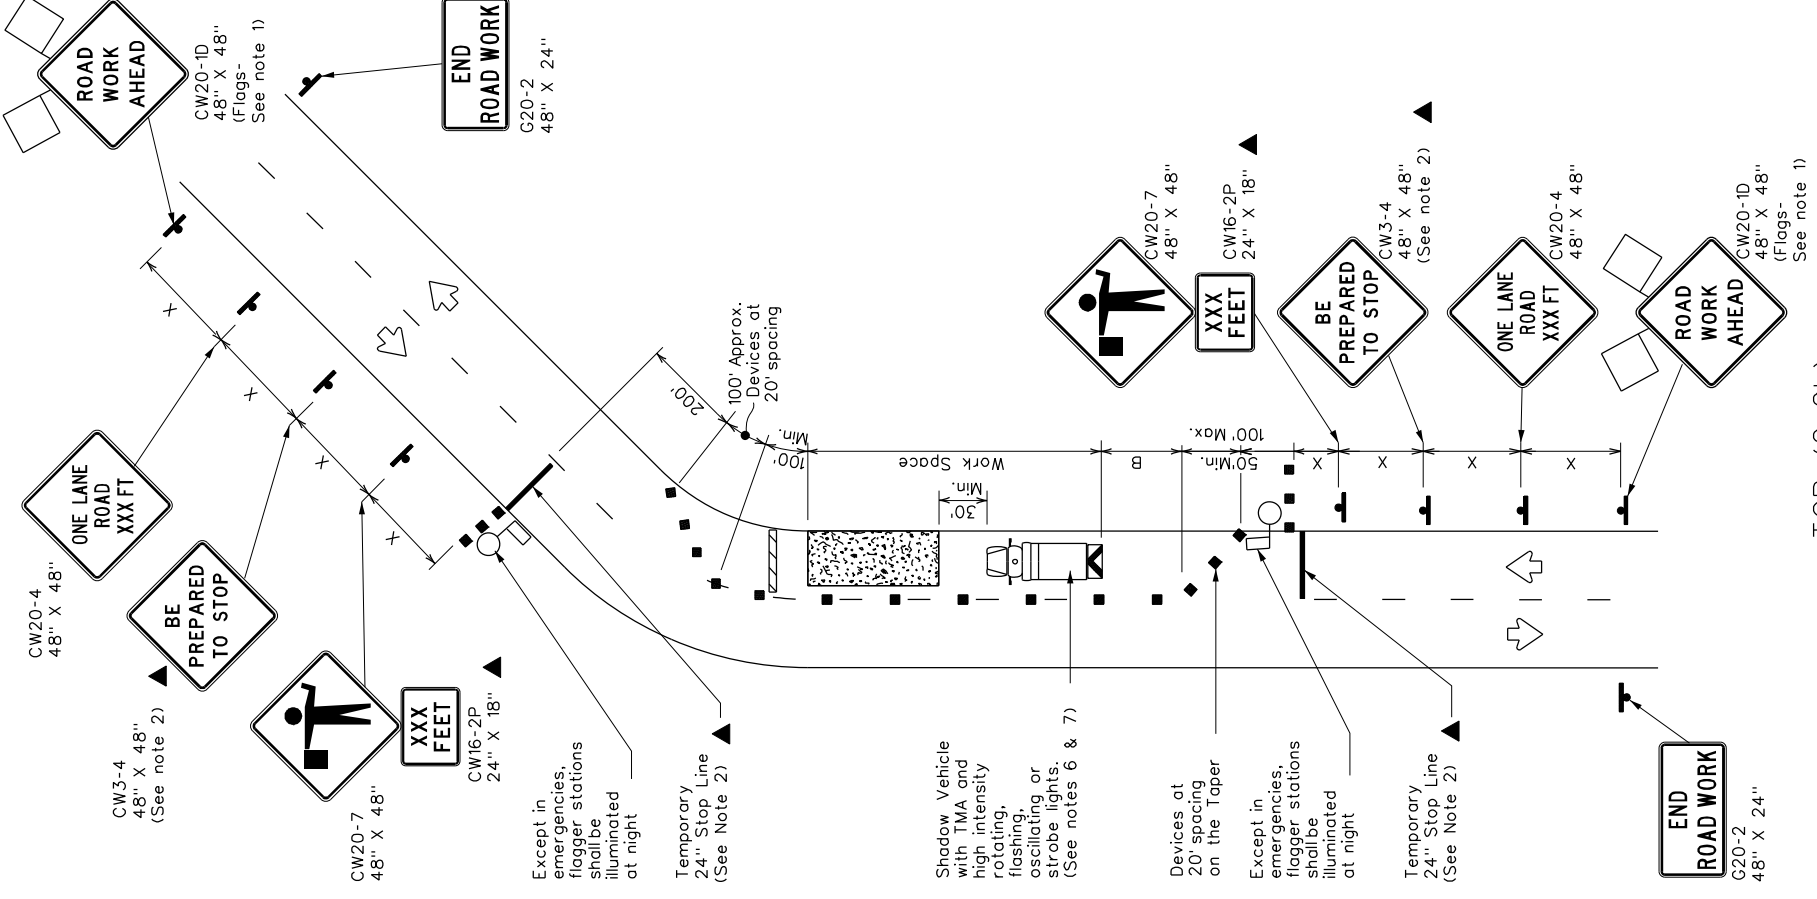 ROAD
WORK
AHEAD
CW20-1D
48" X 48"
(Flags-
See note 1)
END
ROAD WORK
G20-2
48" X 24"
X
X
X
X
ONE LANE
ROAD
XXX FT
CW20-4
48" X 48"
BE
PREPARED
TO STOP
CW3-4
48" X 48"
(See note 2)
XXX
FEET
CW16-2P
24" X 18"
CW20-7
48" X 48"
Except in
emergencies,
flagger stations
shall be
illuminated
at night
Temporary
24" Stop Line
(See Note 2)
200'
100' Approx.
Devices at
20' spacing
100'
Min.
Work Space
30'
Min.
B
50'Min.
100' Max.
X
X
X
X
Shadow Vehicle
with TMA and
high intensity
rotating,
flashing,
oscillating or
strobe lights.
(See notes 6 & 7)
Devices at
20' spacing
on the Taper
Except in
emergencies,
flagger stations
shall be
illuminated
at night
Temporary
24" Stop Line
(See Note 2)
CW20-7
48" X 48"
XXX
FEET
CW16-2P
24" X 18"
BE
PREPARED
TO STOP
CW3-4
48" X 48"
(See note 2)
ONE LANE
ROAD
XXX FT
CW20-4
48" X 48"
ROAD
WORK
AHEAD
CW20-1D
48" X 48"
(Flags-
See note 1)
END
ROAD WORK
G20-2
48" X 24"